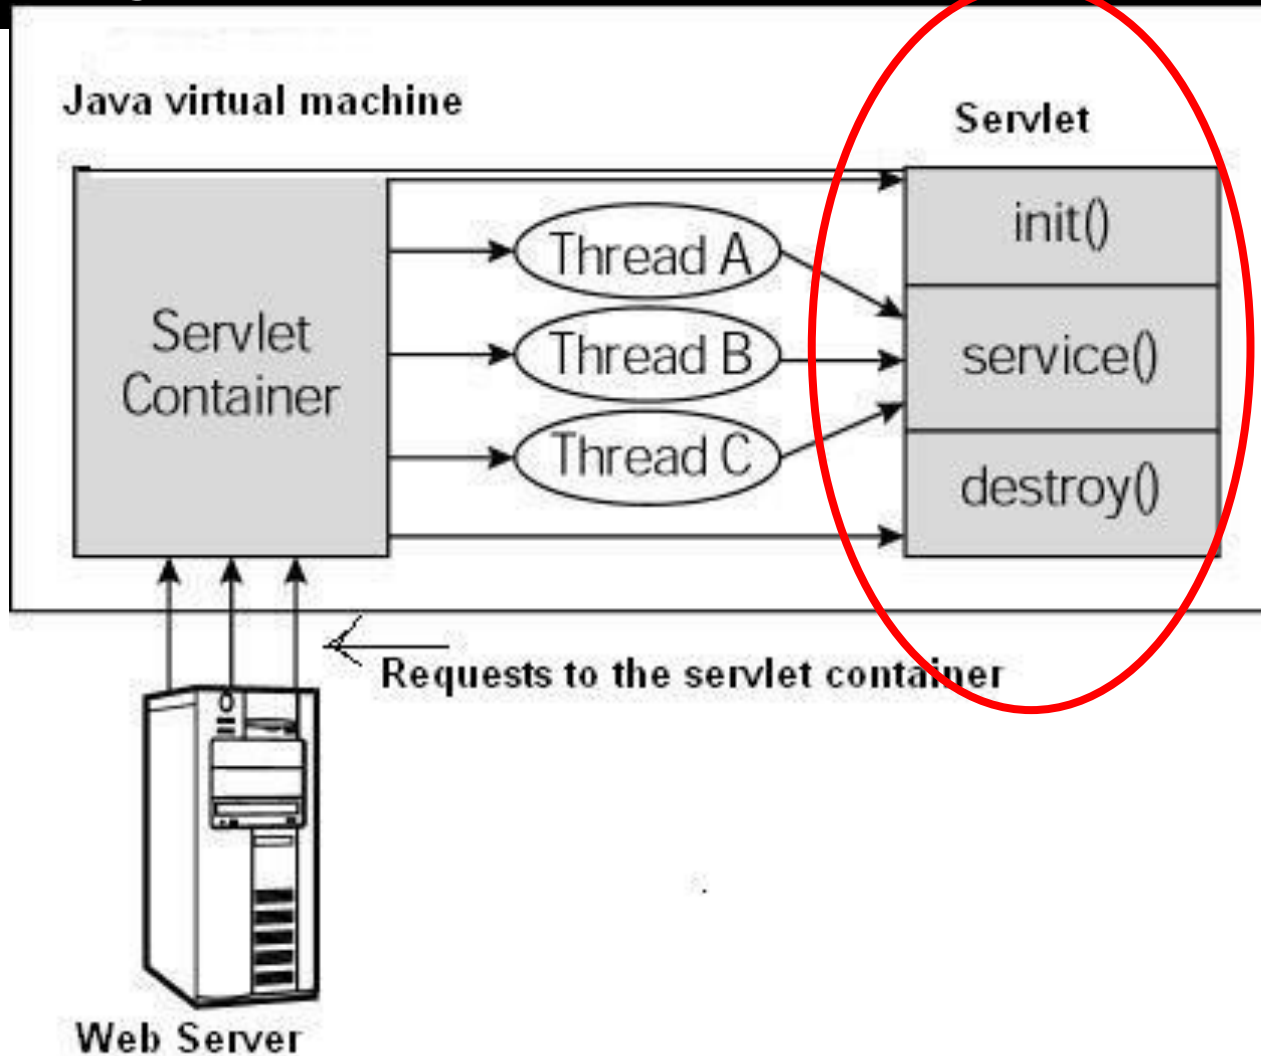 Java virtual machine
Servlet
Servlet
Container
Thread A
Thread B
Thread C
init()
service()
destroy()
Requests to the servlet container
Web Server